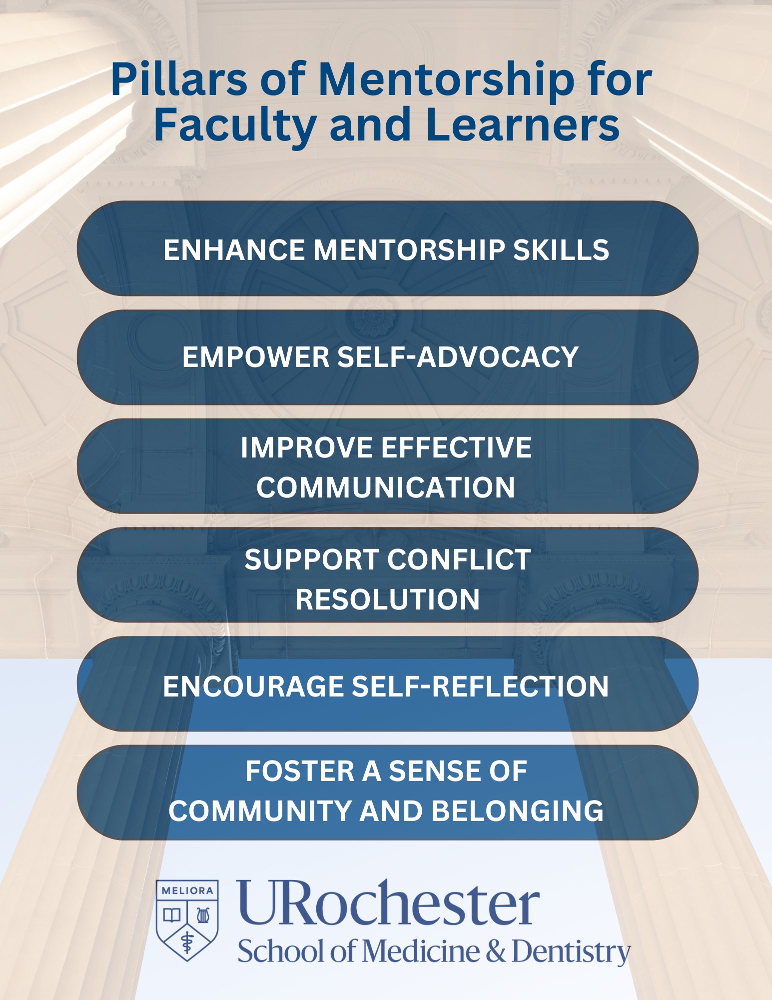 Pillars of Mentorship for
Faculty and Learners
ENHANCE MENTORSHIP SKILLS
EMPOWER SELF-ADVOCACY
IMPROVE EFFECTIVE
COMMUNICATION
SUPPORT CONFLICT
RESOLUTION
ENCOURAGE SELF-REFLECTION
FOSTER A SENSE OF
COMMUNITY AND BELONGING
MELIORA
URochester
School of Medicine & Dentistry